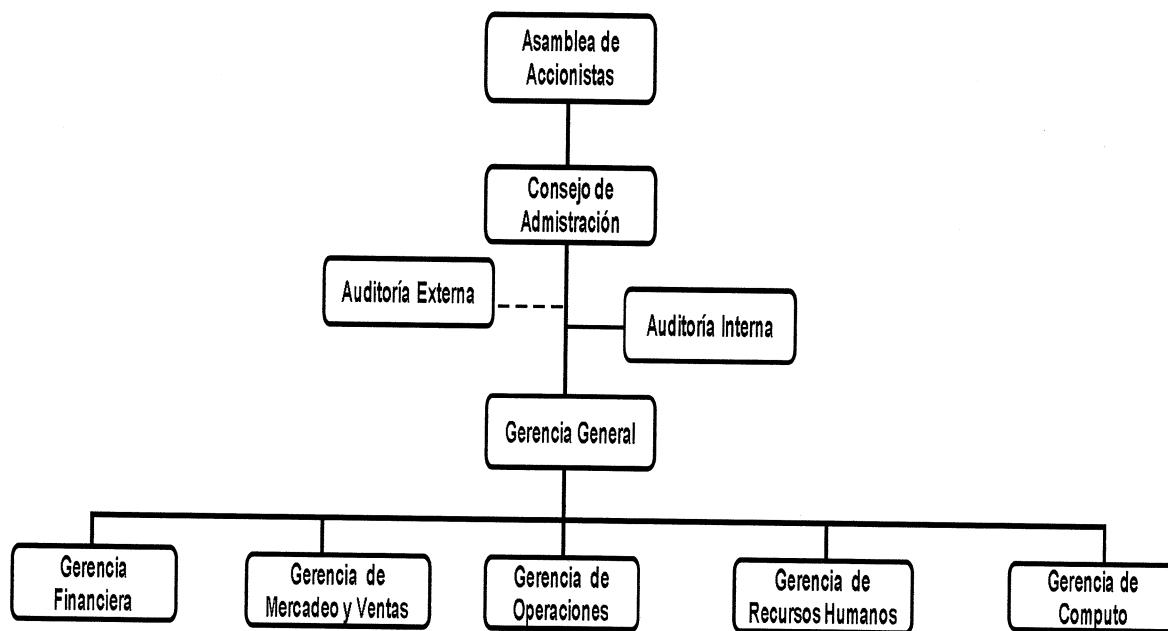 Asamblea de
Accionistas
Consejo de
Admistración
Auditoría Externa
Auditoría Interna
Gerencia General
Gerencia
Financiera
Gerencia de
Mercadeo y Ventas
Gerencia de
Operaciones
Gerencia de
Recursos Humanos
Gerencia de
Computo